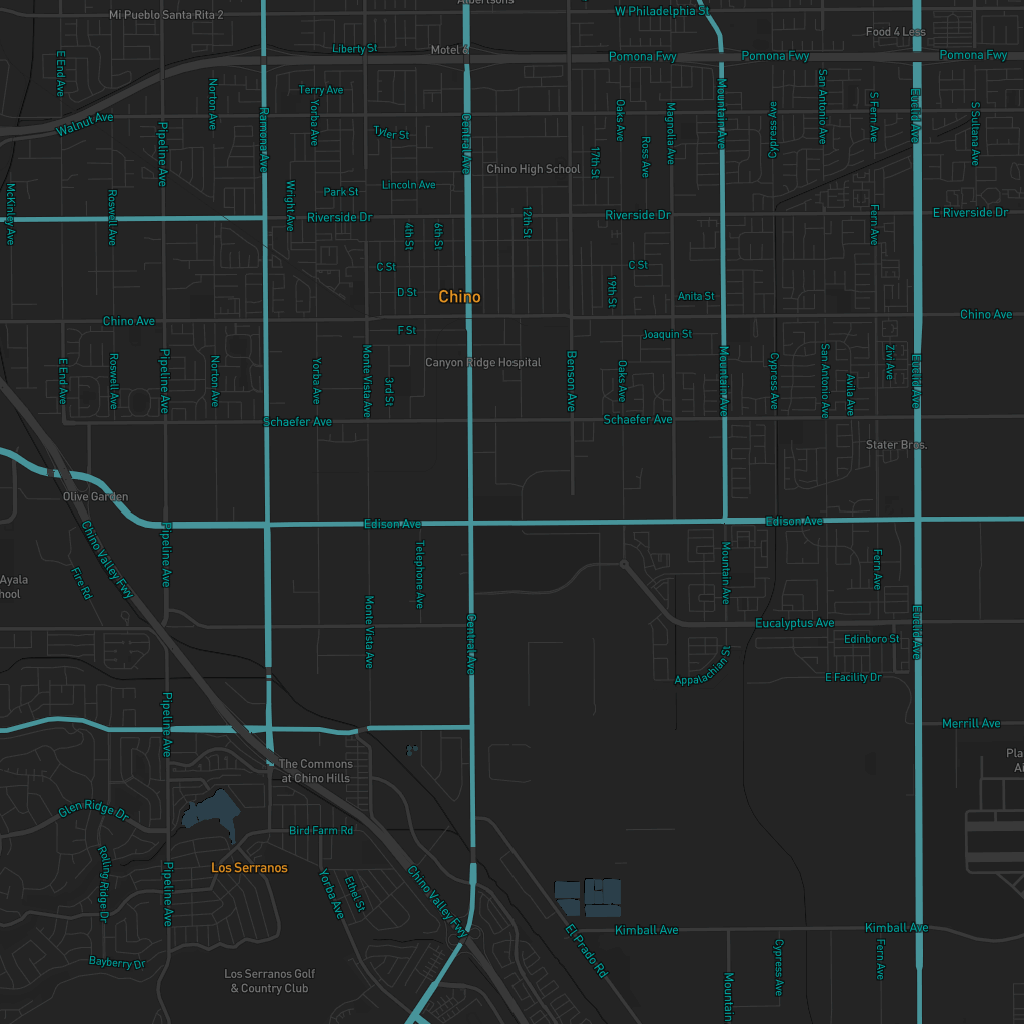 Albertsons
Mi Pueblo Santa Rita 2
W Philadelphia St
Food 4 Less
Liberty St
Motel 6
Pomona Fwy
Pomona Fwy
Pomona Fwy
E End Ave
Norton Ave
Terry Ave
Yorba Ave
Walnut Ave
Pipeline Ave
Ramona Ave
Tyler St
Central Ave
Oaks Ave
Magnolia Ave
Ross Ave
Mountain Ave
Cypress Ave
San Antonio Ave
S Fern Ave
Euclid Ave
S Sultana Ave
17th St
Chino High School
McKinley Ave
Roswell Ave
Wright Ave
Park St
Lincoln Ave
Riverside Dr
12th St
Riverside Dr
Fern Ave
E Riverside Dr
4th St
6th St
C St
C St
D St
Chino
19th St
Anita St
Chino Ave
F St
Joaquin St
Chino Ave
E End Ave
Roswell Ave
Pipeline Ave
Norton Ave
Yorba Ave
Monte Vista Ave
3rd St
Canyon Ridge Hospital
Benson Ave
Oaks Ave
Mountain Ave
Cypress Ave
San Antonio Ave
Avila Ave
Zivi Ave
Euclid Ave
Schaefer Ave
Schaefer Ave
Stater Bros.
Olive Garden
Edison Ave
Edison Ave
Chino Valley Fwy
Pipeline Ave
Fire Rd
Telephone Ave
Mountain Ave
Fern Ave
Ayala
hool
Monte Vista Ave
Central Ave
Eucalyptus Ave
Edinboro St
Euclid Ave
Appalachian St
E Facility Dr
Pipeline Ave
Merrill Ave
The Commons
at Chino Hills
Pla
Ai
Glen Ridge Dr
Bird Farm Rd
Los Serranos
Rolling Ridge Dr
Pipeline Ave
Yorba Ave
Ethel St
Chino Valley Fwy
El Prado Rd
Kimball Ave
Kimball Ave
Bayberry Dr
Los Serranos Golf
& Country Club
Cypress Ave
Fern Ave
Mountain